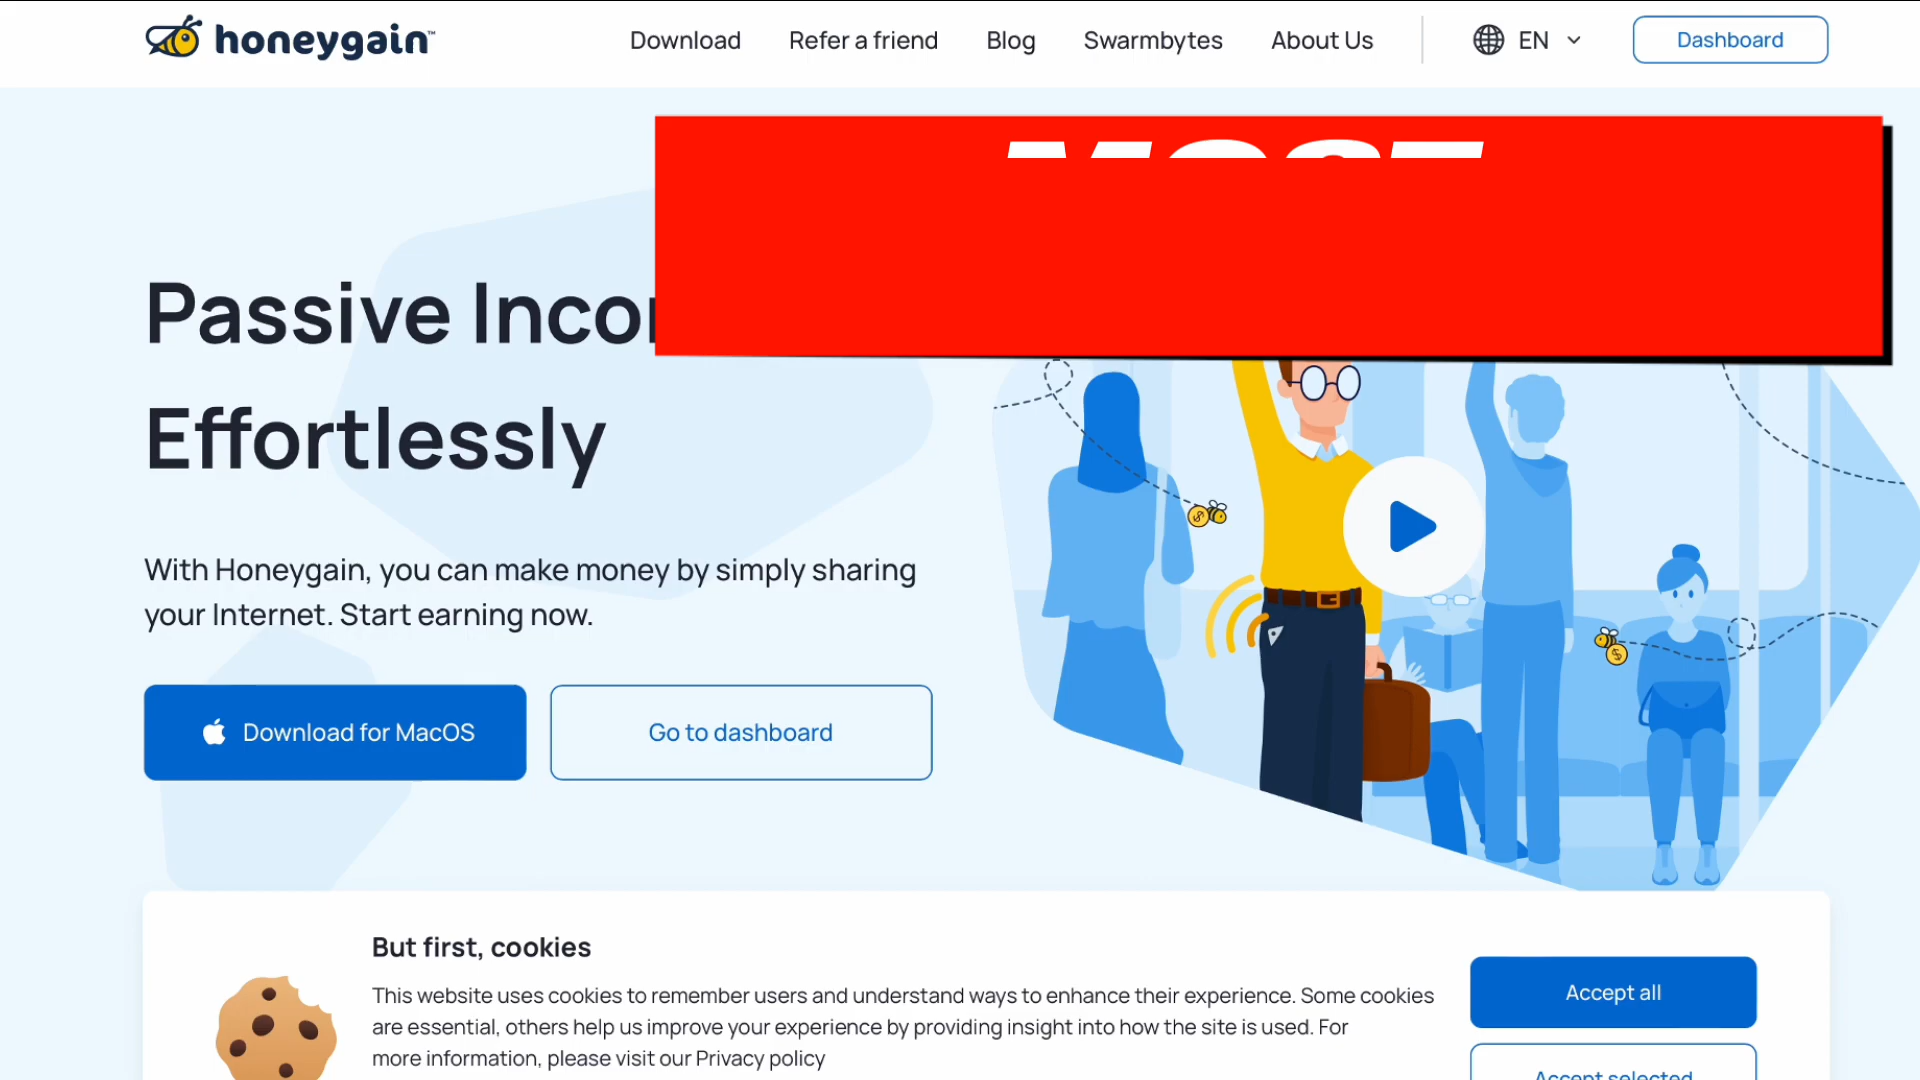 honeygain™
Download
Refer a friend
Blog
Swarmbytes
About Us
EN
Dashboard
Passive
Effortlessly
With Honeygain, you can make money by simply sharing
your Internet. Start earning now.
Download for MacOS
Go to dashboard
But first, cookies
This website uses cookies to remember users and understand ways to enhance their experience. Some cookies
are essential, others help us improve your experience by providing insight into how the site is used. For
more information, please visit our Privacy policy
Accept all
Accept selected